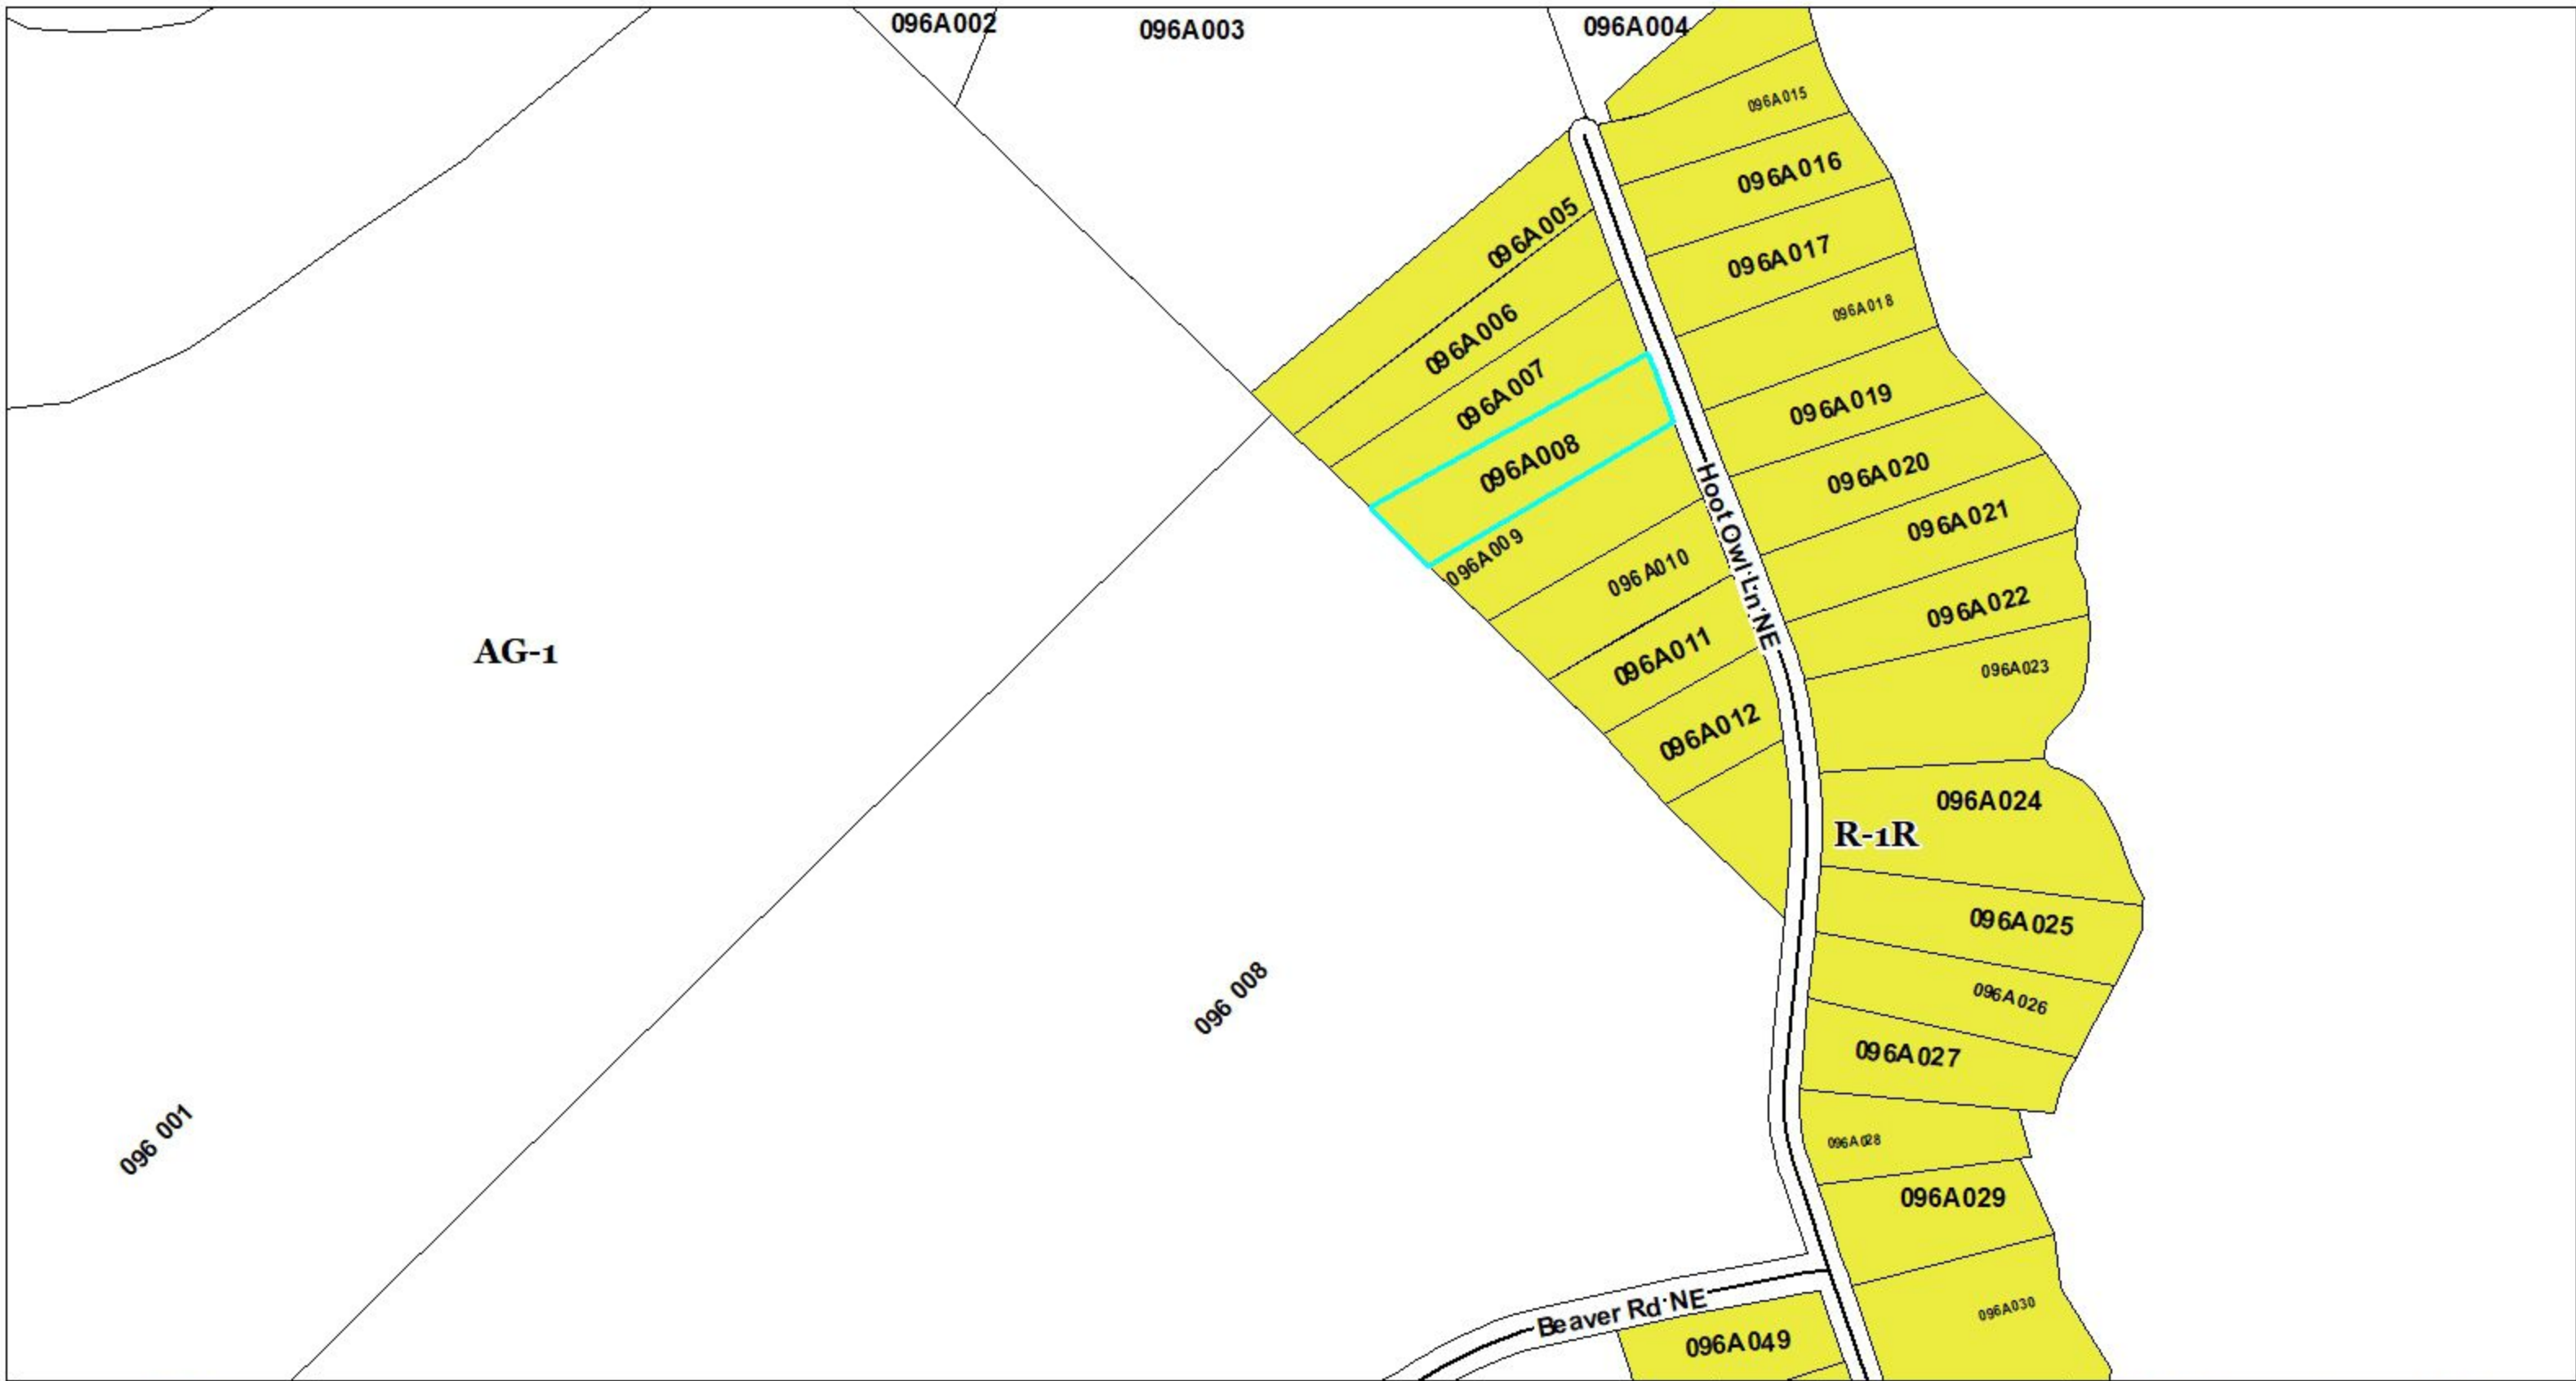 096A002
096A003
096A004
096A015
096A016
096A005
096A017
096A018
096A006
096A007
096A019
096A008
096A020
096A021
096A009
096A010
Hoot Owl Ln NE
096A022
AG-1
096A011
096A023
096A012
096A024
R-1R
096A025
096 008
096A026
096A027
096 001
096A028
096A029
Beaver Rd NE
096A030
096A049